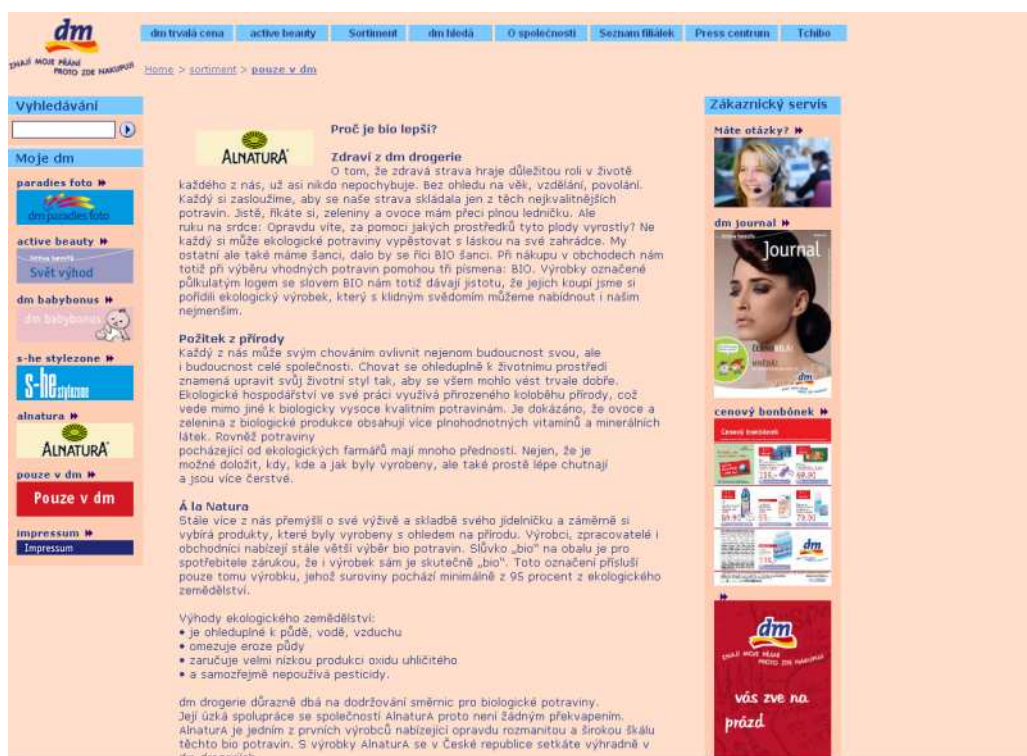 dm
ZNAJÍ MOJE PŘÁNÍ
PROTO ZDE NAKUPUJI
dm trvalá cena
active beauty
Sortiment
dm hledá
O společnosti
Seznam filiálek
Press centrum
Tchibo
Home > sortiment > pouze v dm
Vyhledávání
Moje dm
paradies foto
dm paradies foto
active beauty
Svět výhod
dm babybonus
dm babybonus
s-he stylezone
s-he stylezone
alnatura
ALNATURA
pouze v dm
Pouze v dm
impressum
Impressum
ALNATURA
Proč je bio lepší?
Zdraví z dm drogerie
O tom, že zdravá strava hraje důležitou roli v životě
každého z nás, už asi nikdo nepochybuje. Bez ohledu na věk, vzdělání, povolání.
Každý si zasloužíme, aby se naše strava skládala jen z těch nejkvalitnějších
potravin. Jistě, říkáte si, zeleniny a ovoce mám přeci plnou ledničku. Ale
ruku na srdce: Opravdu víte, za pomoci jakých prostředků tyto plody vyrostly? Ne
každý si může ekologické potraviny vypěstovat s láskou na své zahrádce. My
ostatní ale také máme šanci, dalo by se říci BIO šanci. Při nákupu v obchodech nám
totiž při výběru vhodných potravin pomohou tři písmena: BIO. Výrobky označené
půlkulatým logem se slovem BIO nám totiž dávají jistotu, že jejich koupí jsme si
pořídili ekologický výrobek, který s klidným svědomím můžeme nabídnout i našim
nejmenším.
Požitek z přírody
Každý z nás může svým chováním ovlivnit nejenom budoucnost svou, ale
i budoucnost celé společnosti. Chovat se ohleduplně k životnímu prostředí
znamená upravit svůj životní styl tak, aby se všem mohlo vést trvale dobře.
Ekologické hospodářství ve své práci využívá přirozeného koloběhu přírody, což
vede mimo jiné k biologicky vysoce kvalitním potravinám. Je dokázáno, že ovoce a
zelenina z biologické produkce obsahují více plnohodnotných vitamínů a minerálních
látek. Rovněž potraviny
pocházející od ekologických farmářů mají mnoho předností. Nejen, že je
možné doložit, kdy, kde a jak byly vyrobeny, ale také prostě lépe chutnají
a jsou více čerstvé.
Á la Natura
Stále více z nás přemýšlí o své výživě a skladbě svého jídelníčku a záměrně si
vybírá produkty, které byly vyrobeny s ohledem na přírodu. Výrobci, zpracovatelé i
obchodníci nabízejí stále větší výběr bio potravin. Slůvko „bio" na obalu je pro
spotřebitele zárukou, že i výrobek sám je skutečně „bio". Toto označení přísluší
pouze tomu výrobku, jehož suroviny pochází minimálně z 95 procent z ekologického
zemědělství.
Výhody ekologického zemědělství:
• je ohleduplné k půdě, vodě, vzduchu
• omezuje eroze půdy
• zaručuje velmi nízkou produkci oxidu uhličitého
• a samozřejmě nepoužívá pesticidy.
dm drogerie důrazně dbá na dodržování směrnic pro biologické potraviny.
Její úzká spolupráce se společností AlnaturA proto není žádným překvapením.
AlnaturA je jedním z prvních výrobců nabízející opravdu rozmanitou a širokou škálu
těchto bio potravin. S výrobky AlnaturA se v České republice setkáte výhradně v
Zákaznický servis
Máte otázky?
dm journal
Journal
dm
cenový bonbónek
Cenový bonbónek
dm
dm
ZNAJÍ MOJE PŘÁNÍ
PROTO ZDE NAKUPUJI
vás zve na
prázd